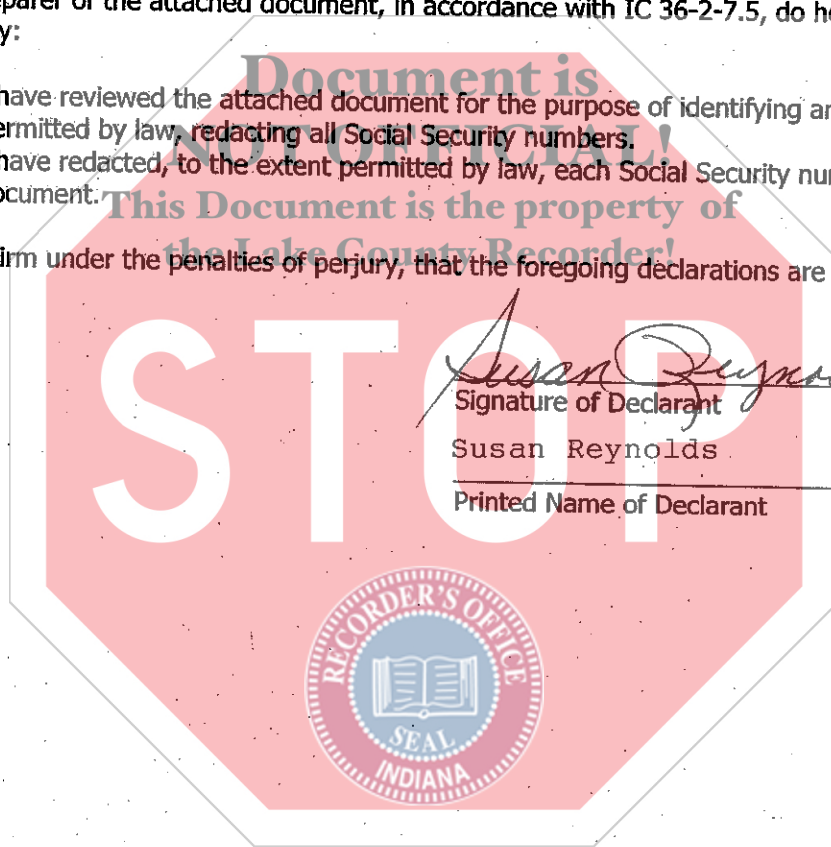 parer of the attached document, in accordance with IC 36-2-7.5, do he
y:
Document is
have reviewed the attached document for the purpose of identifying an
ermitted by law, redacting all Social Security numbers.
NOT OFFICIAL!
have redacted, to the extent permitted by law, each Social Security nu
ocument.
This Document is the property of
the Lake County Recorder!
irm under the penalties of perjury, that the foregoing declarations are
STOP
Susan Reyno
Signature of Declarant
Susan Reynolds
Printed Name of Declarant
RECORDER'S OFFICE
SEAL
INDIANA